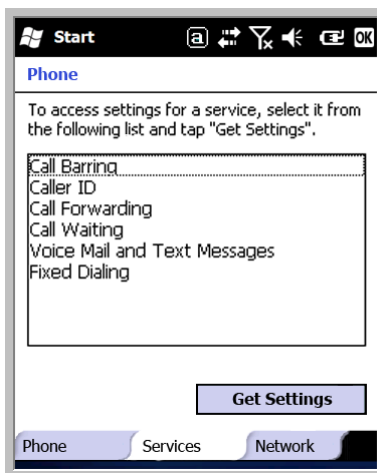 Start a OK
Phone
To access settings for a service, select it from
the following list and tap "Get Settings".
Call Barring
Caller ID
Call Forwarding
Call Waiting
Voice Mail and Text Messages
Fixed Dialing
Get Settings
Phone Services Network